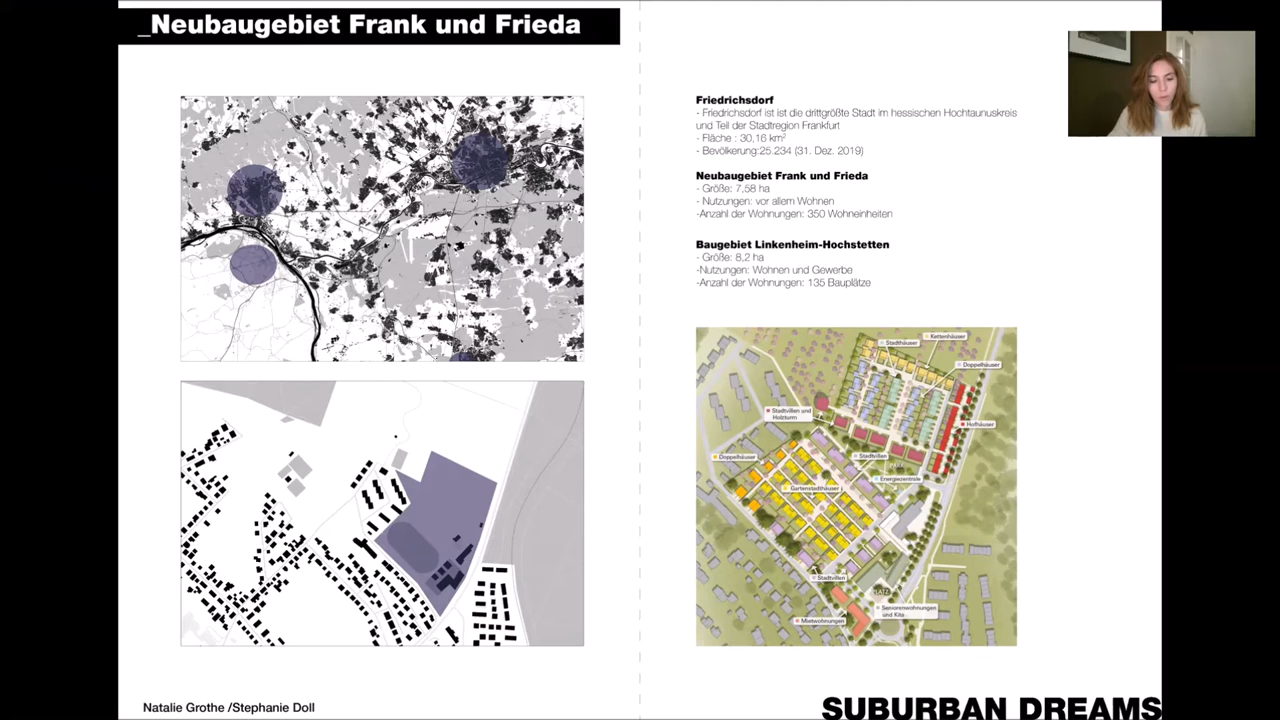 _Neubaugebiet Frank und Frieda
Friedrichsdorf
- Friedrichsdorf ist ist die drittgrößte Stadt im hessischen Hochtaunuskreis
und Teil der Stadtregion Frankfurt
- Fläche : 30,16 km²
- Bevölkerung:25.234 (31. Dez. 2019)
Neubaugebiet Frank und Frieda
- Größe: 7,58 ha
- Nutzungen: vor allem Wohnen
-Anzahl der Wohnungen: 350 Wohneinheiten
Baugebiet Linkenheim-Hochstetten
- Größe: 8,2 ha
-Nutzungen: Wohnen und Gewerbe
-Anzahl der Wohnungen: 135 Bauplätze
Kettenhäuser
Stadthäuser
Doppelhäuser
Stadtvillen und
Holzturm
Hofhäuser
Doppelhäuser
Stadtvillen
PARK
Energiezentrale
Gartenstadthäuser
Stadtvillen
PLATZ
Seniorenwohnungen
und Kita
Mietwohnungen
Natalie Grothe /Stephanie Doll
SUBURBAN DREAMS